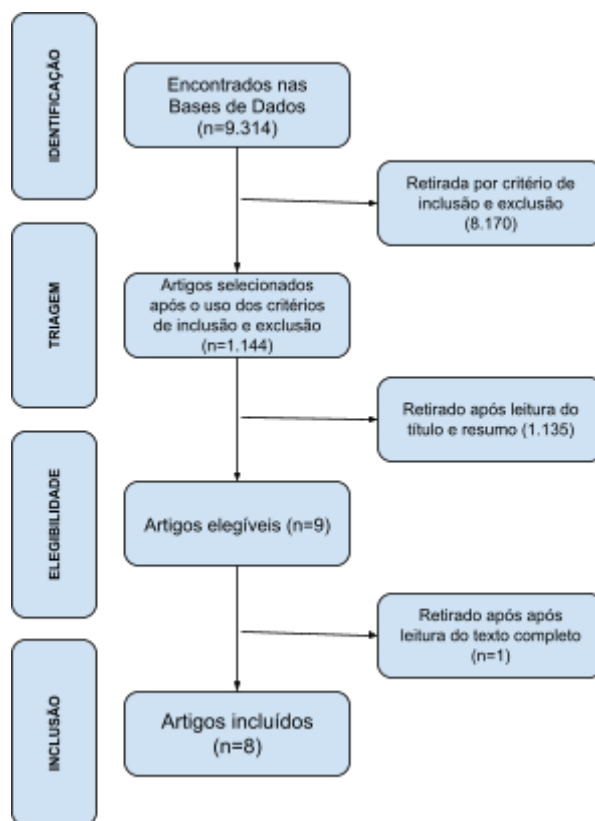 IDENTIFICAÇÃO
Encontrados nas
Bases de Dados
(n=9.314)
Retirada por critério de
inclusão e exclusão
(8.170)
TRIAGEM
Artigos selecionados
após o uso dos critérios
de inclusão e exclusão
(n=1.144)
Retirado após leitura do
título e resumo (1.135)
ELEGIBILIDADE
Artigos elegíveis (n=9)
Retirado após após
leitura do texto completo
(n=1)
INCLUSÃO
Artigos incluídos
(n=8)